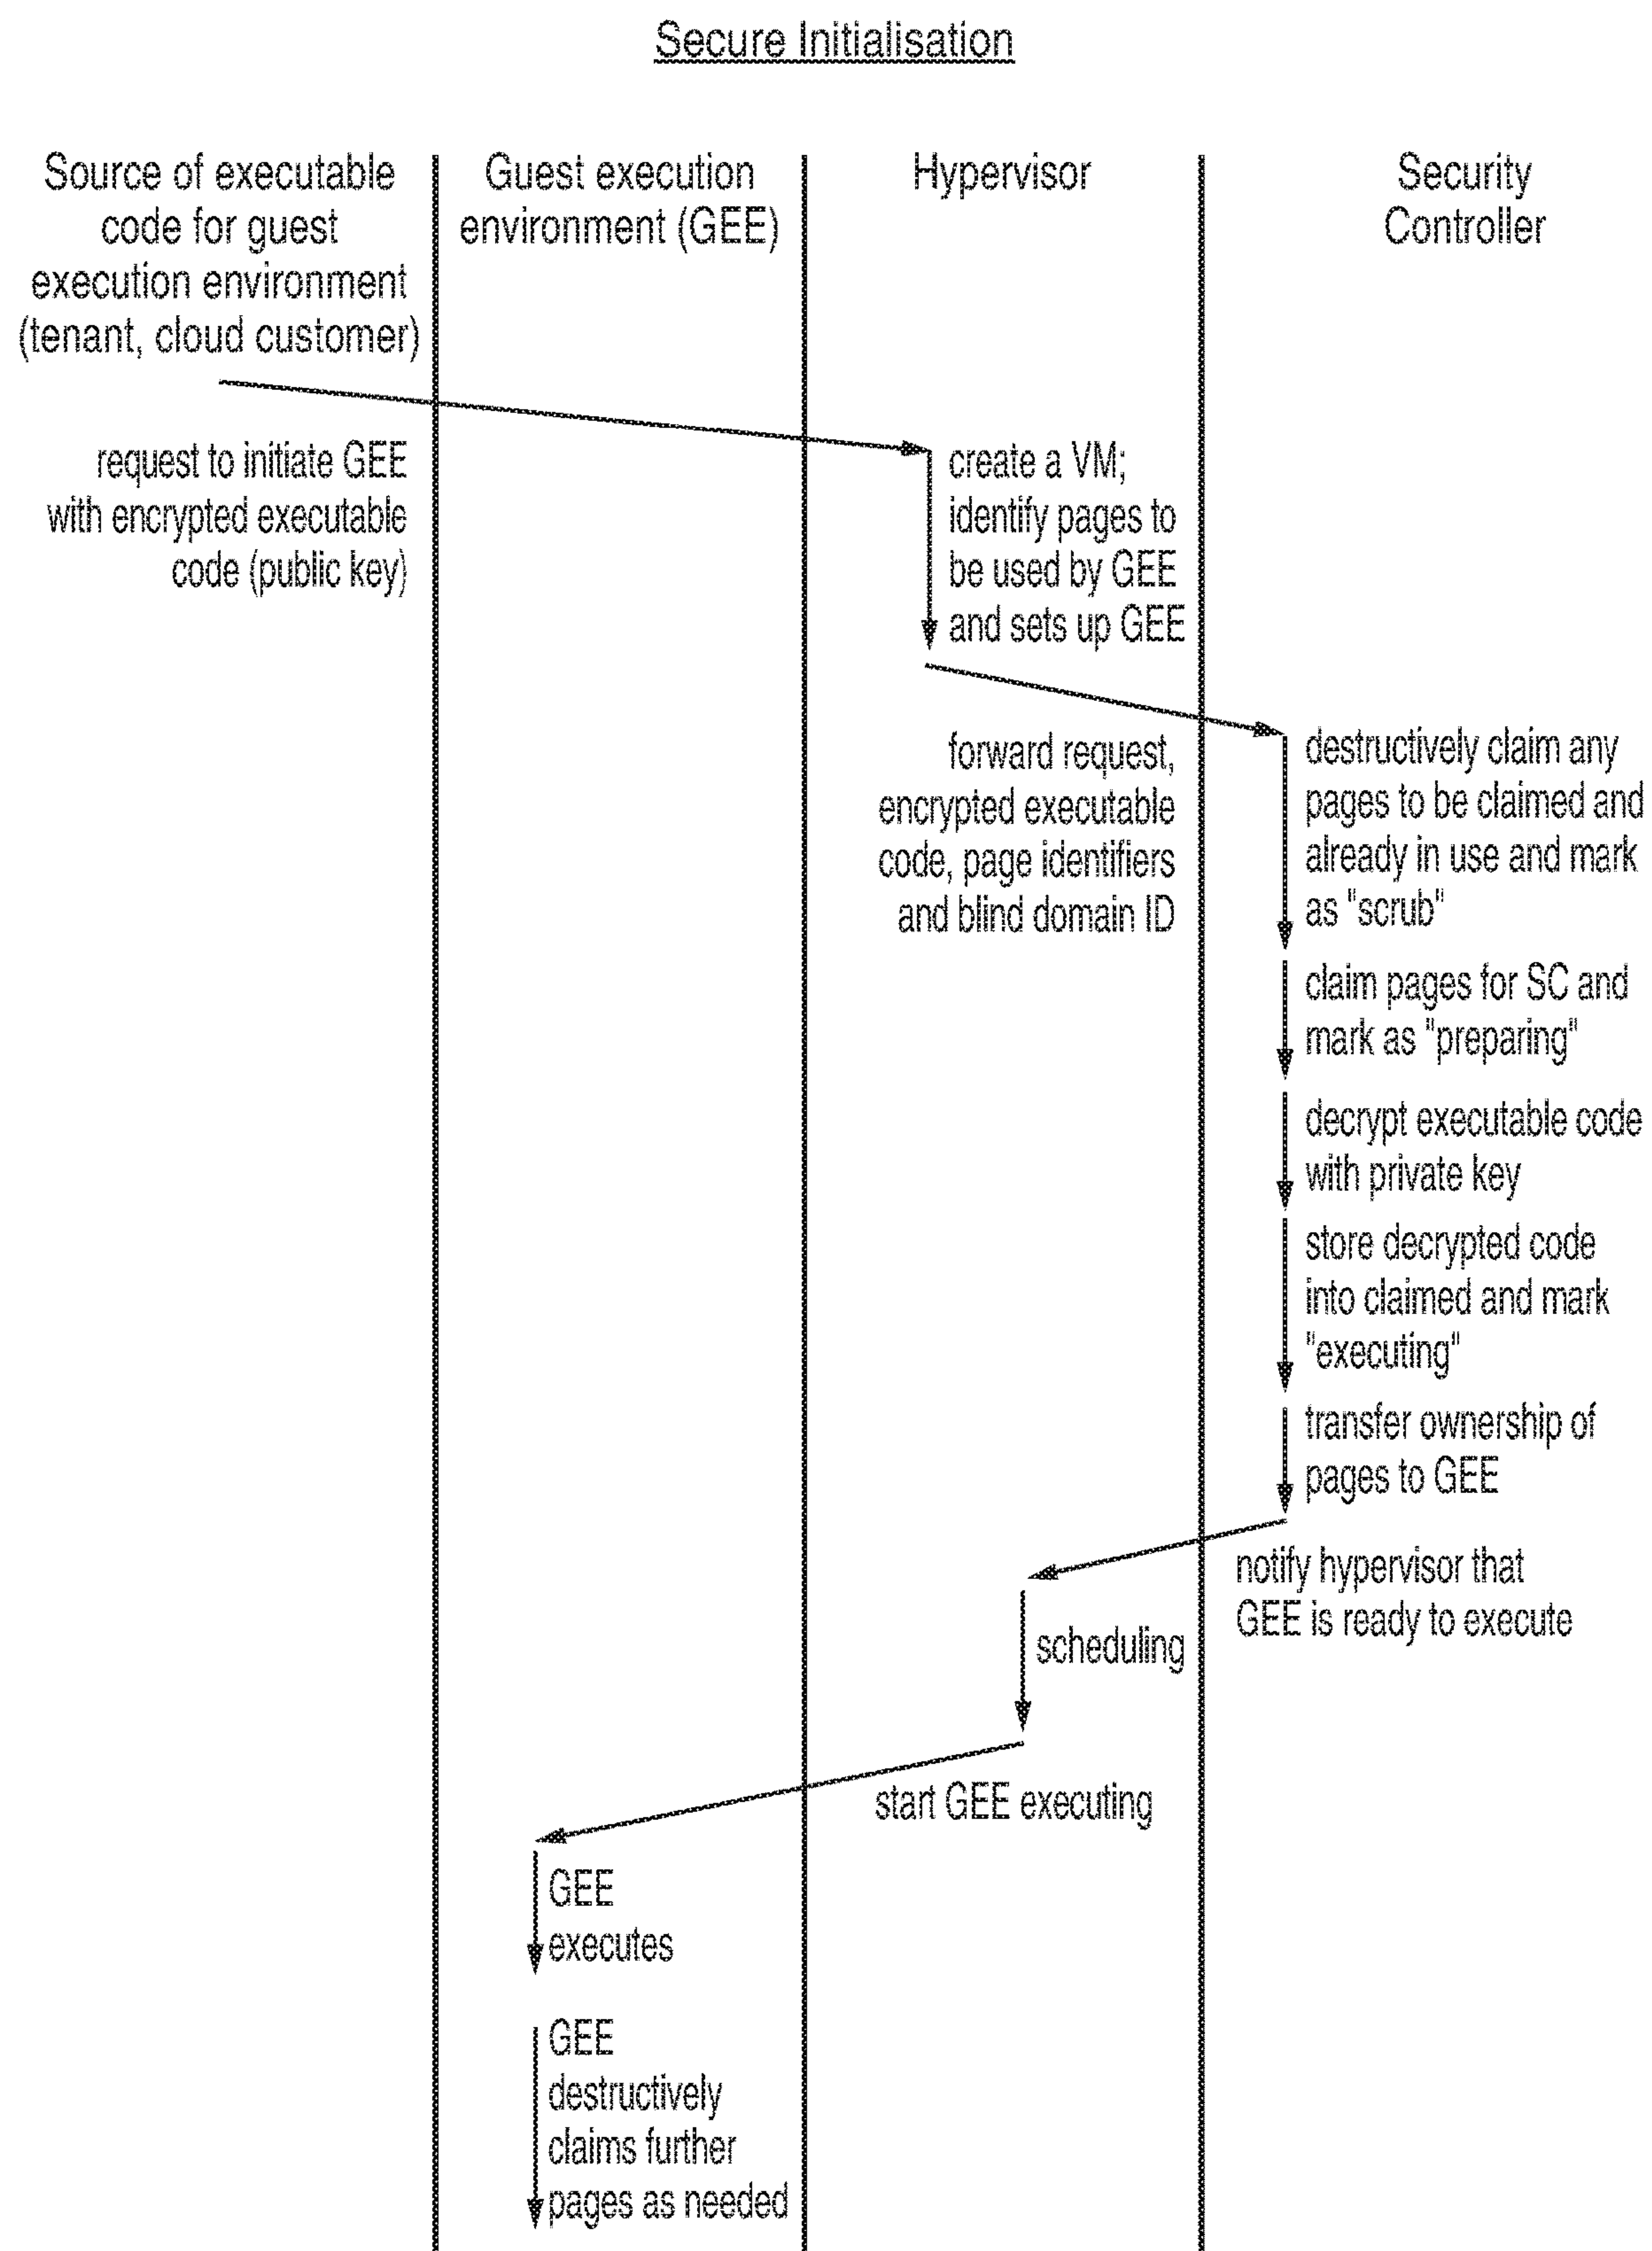 Secure Initialisation
Source of executable
code for guest
execution environment
(tenant, cloud customer)
Guest execution
environment (GEE)
Hypervisor
Security
Controller
request to initiate GEE
with encrypted executable
code (public key)
create a VM;
identify pages to
be used by GEE
and sets up GEE
forward request,
encrypted executable
code, page identifiers
and blind domain ID
destructively claim any
pages to be claimed and
already in use and mark
as "scrub"
claim pages for SC and
mark as "preparing"
decrypt executable code
with private key
store decrypted code
into claimed and mark
"executing"
transfer ownership of
pages to GEE
notify hypervisor that
GEE is ready to execute
scheduling
start GEE executing
GEE
executes
GEE
destructively
claims further
pages as needed